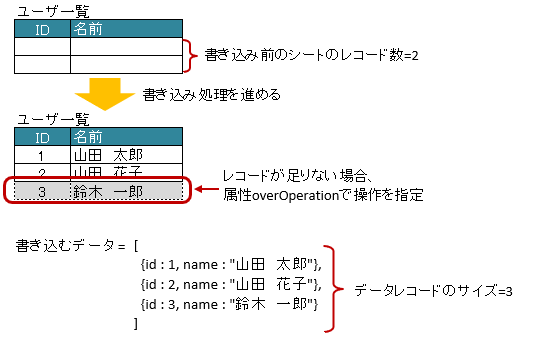 ユーザ一覧
ID 名前
書き込み前のシートのレコード数=2
書き込み処理を進める
ユーザ一覧
ID 名前
1 山田　太郎
2 山田　花子
3 鈴木　一郎
レコードが足りない場合、
属性overOperationで操作を指定
書き込むデータ = [
{id : 1, name : "山田　太郎"},
{id : 2, name : "山田　花子"},
{id : 3, name : "鈴木　一郎"}
]
データレコードのサイズ=3